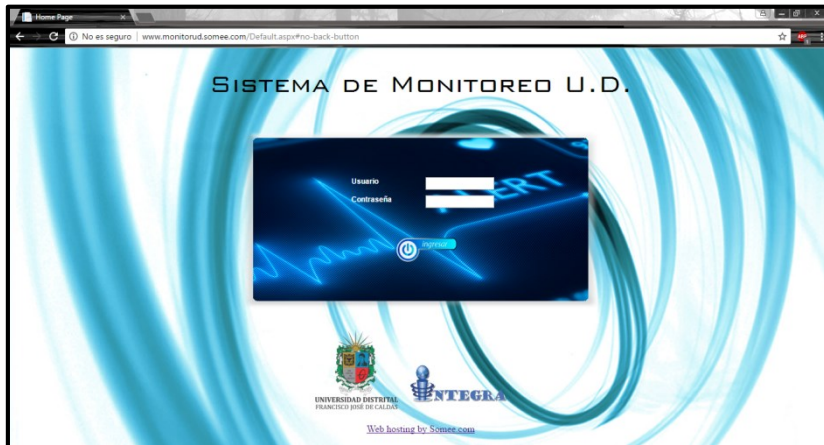 Home Page
No es seguro | www.monitorud.somee.com/Default.aspx#no-back-button
SISTEMA DE MONITOREO U.D.
ALERT
Usuario
Contraseña
ingresar
UNIVERSIDAD DISTRITAL
FRANCISCO JOSÉ DE CALDAS
INTEGRA
Web hosting by Somee.com